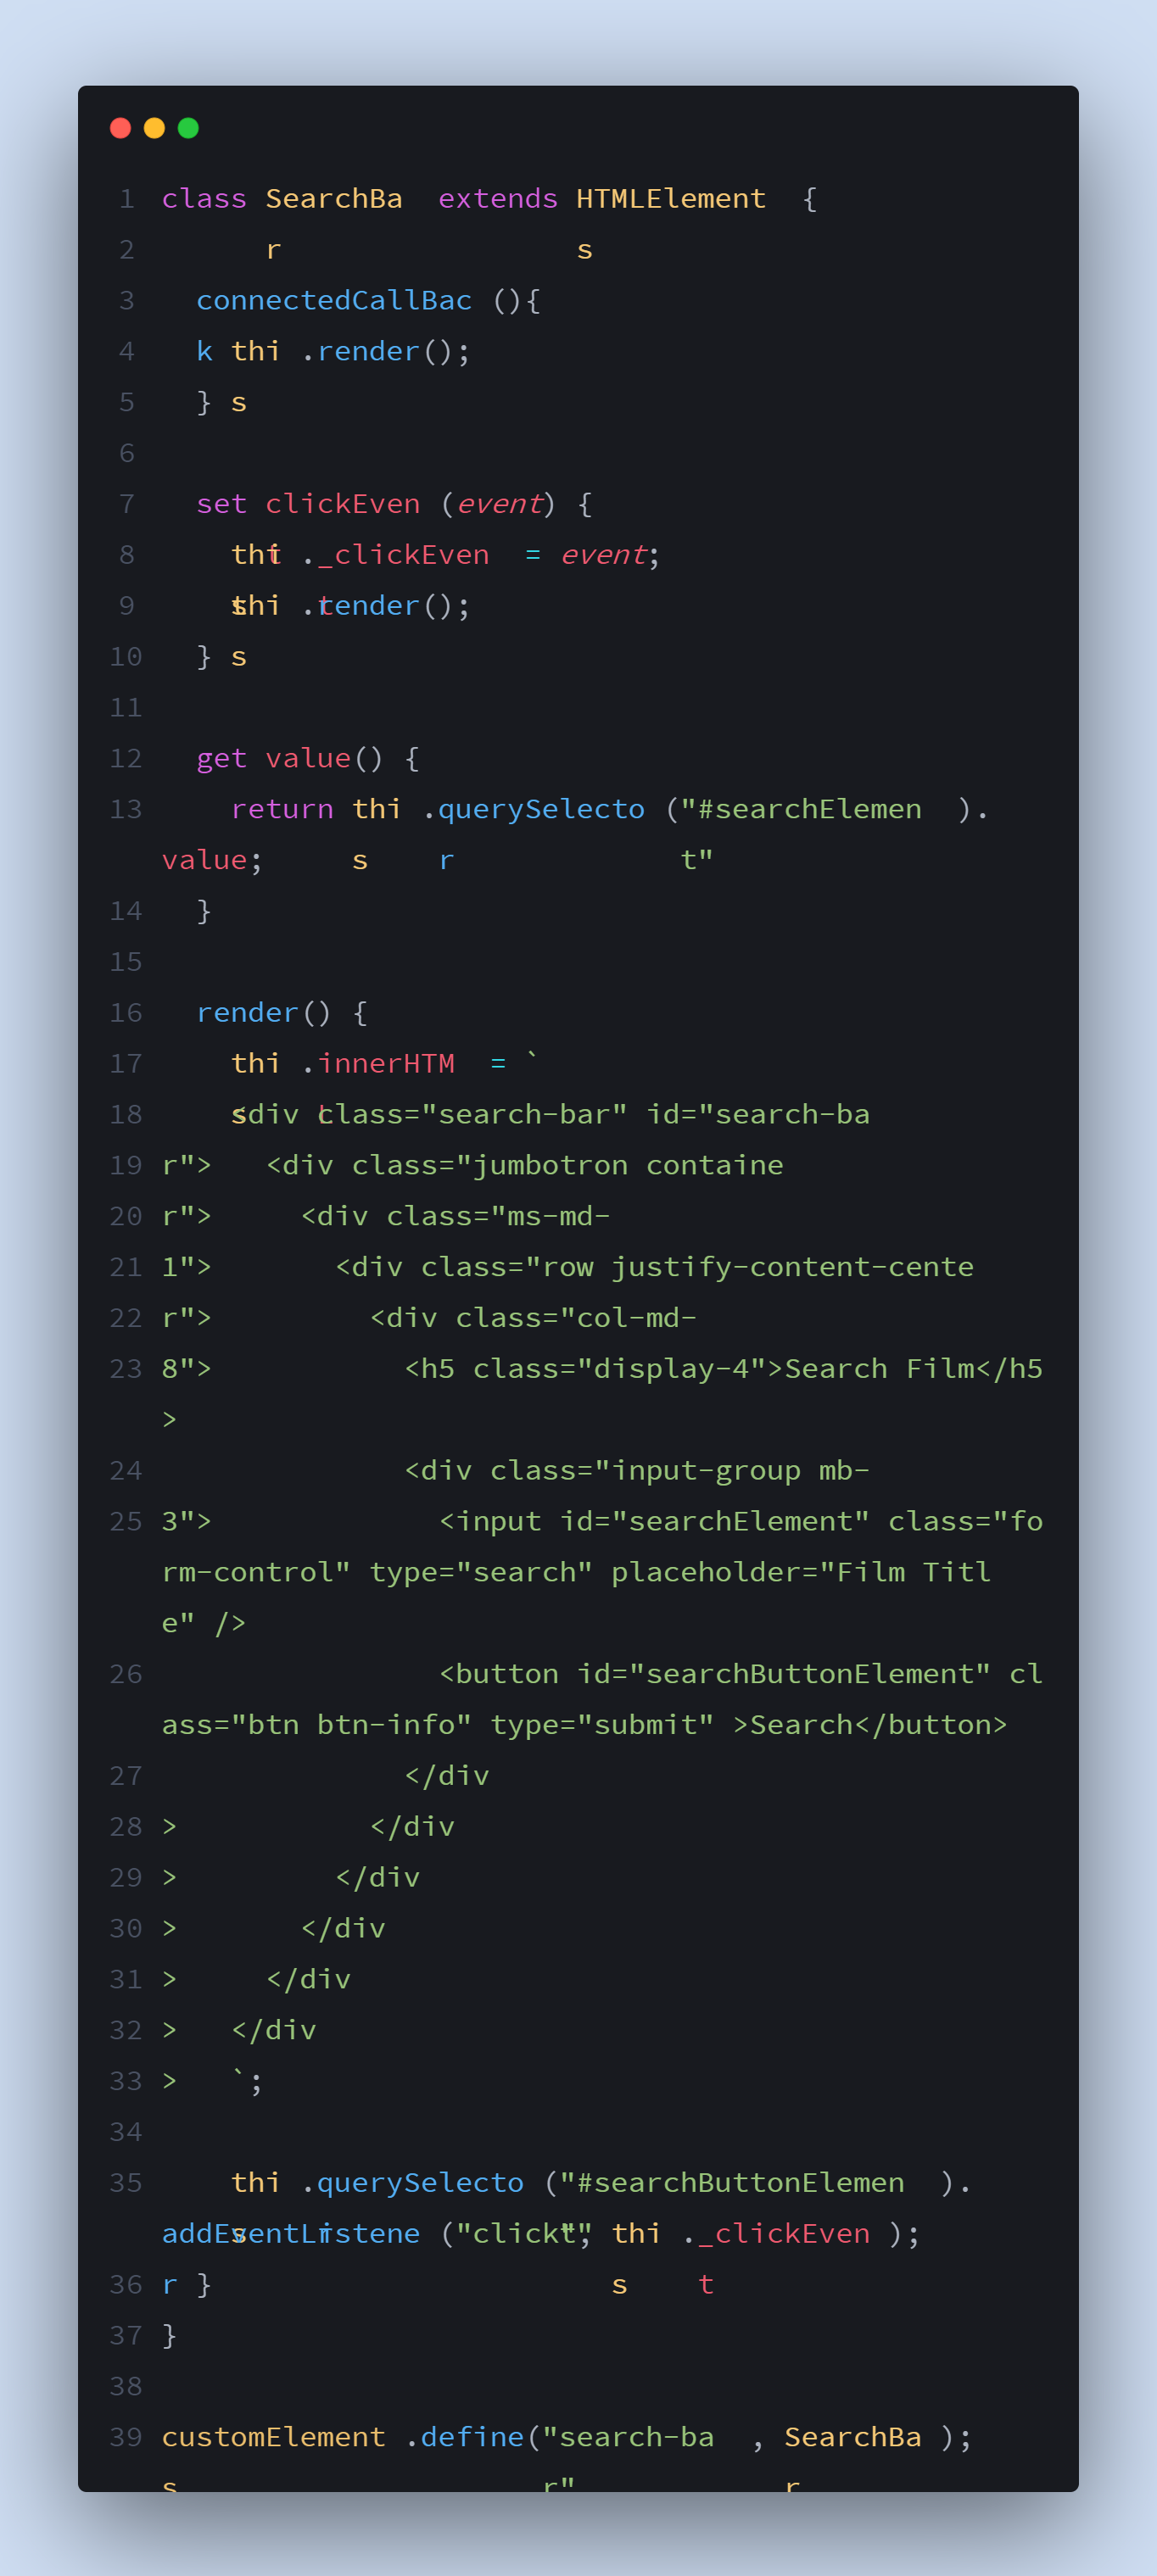 1 class SearchBa  extends HTMLElement  {
2 r s
3 connectedCallBac (){
4 k thi .render();
5 } s
6
7 set clickEven (event) {
8 t thi ._clickEven  = event;
9 s t thi .render();
10 } s
11
12 get value() {
13 return thi .querySelecto ("#searchElemen  ).
value; s r t"
14 }
15
16 render() {
17 thi .innerHTM  = `
18 s L <div class="search-bar" id="search-ba
19 r">   <div class="jumbotron containe
20 r">     <div class="ms-md-
21 1">       <div class="row justify-content-cente
22 r">         <div class="col-md-
23 8">           <h5 class="display-4">Search Film</h5
>
24 <div class="input-group mb-
25 3">             <input id="searchElement" class="fo
rm-control" type="search" placeholder="Film Titl
e" />
26 <button id="searchButtonElement" cl
ass="btn btn-info" type="submit" >Search</button>
27 </div
28 >           </div
29 >         </div
30 >       </div
31 >     </div
32 >   </div
33 >   `;
34
35 thi .querySelecto ("#searchButtonElemen  ).
s r t" addEventListene ("click", thi ._clickEven );
36 r } s t
37 }
38
39 customElement .define("search-ba  , SearchBa );
s r" r